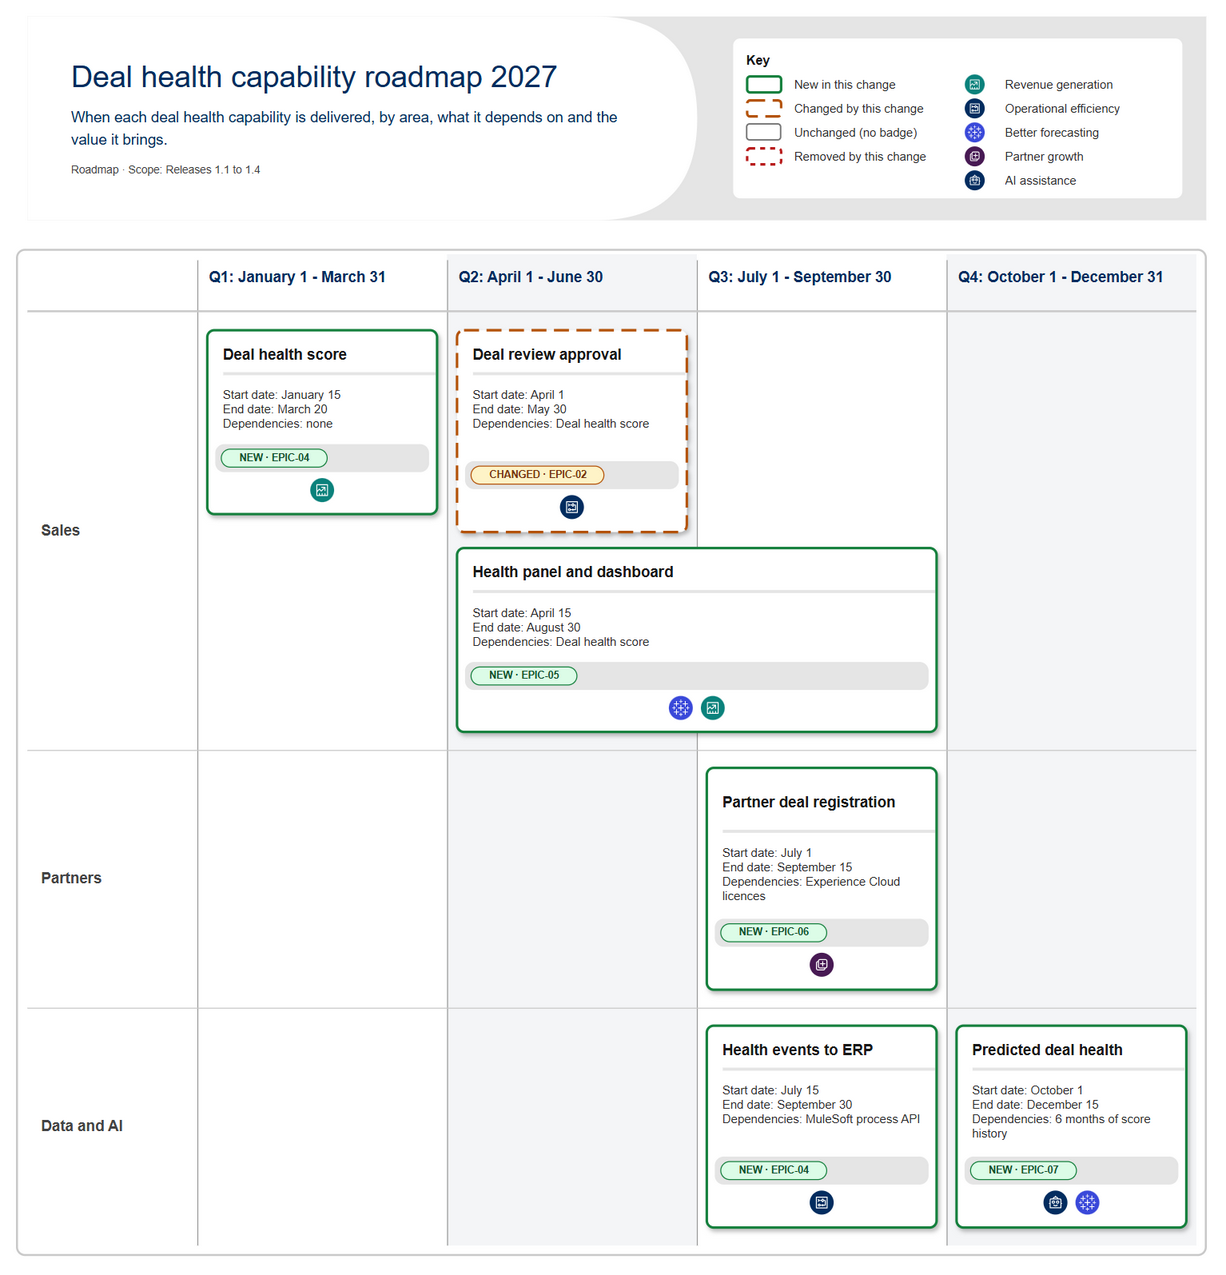 Deal health capability roadmap 2027
When each deal health capability is delivered, by area, what it depends on and the
value it brings.
Roadmap · Scope: Releases 1.1 to 1.4
Key
New in this change
Changed by this change
Unchanged (no badge)
Removed by this change
Revenue generation
Operational efficiency
Better forecasting
Partner growth
AI assistance
Q1: January 1 - March 31
Q2: April 1 - June 30
Q3: July 1 - September 30
Q4: October 1 - December 31
Sales
Deal health score
Start date: January 15
End date: March 20
Dependencies: none
NEW · EPIC-04
Deal review approval
Start date: April 1
End date: May 30
Dependencies: Deal health score
CHANGED · EPIC-02
Health panel and dashboard
Start date: April 15
End date: August 30
Dependencies: Deal health score
NEW · EPIC-05
Partners
Partner deal registration
Start date: July 1
End date: September 15
Dependencies: Experience Cloud
licences
NEW · EPIC-06
Data and AI
Health events to ERP
Start date: July 15
End date: September 30
Dependencies: MuleSoft process API
NEW · EPIC-04
Predicted deal health
Start date: October 1
End date: December 15
Dependencies: 6 months of score
history
NEW · EPIC-07